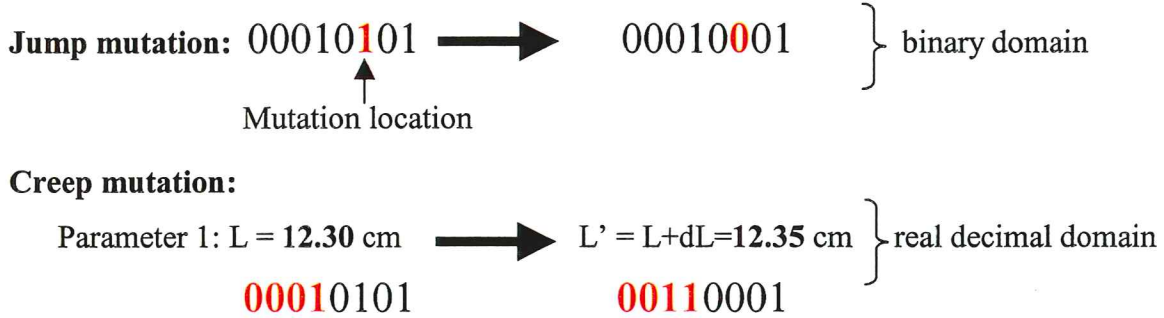 Jump mutation: 00010101 00010001 binary domain
Mutation location
Creep mutation:
Parameter 1: L = 12.30 cm L’ = L+dL=12.35 cm real decimal domain
00010101 00110001